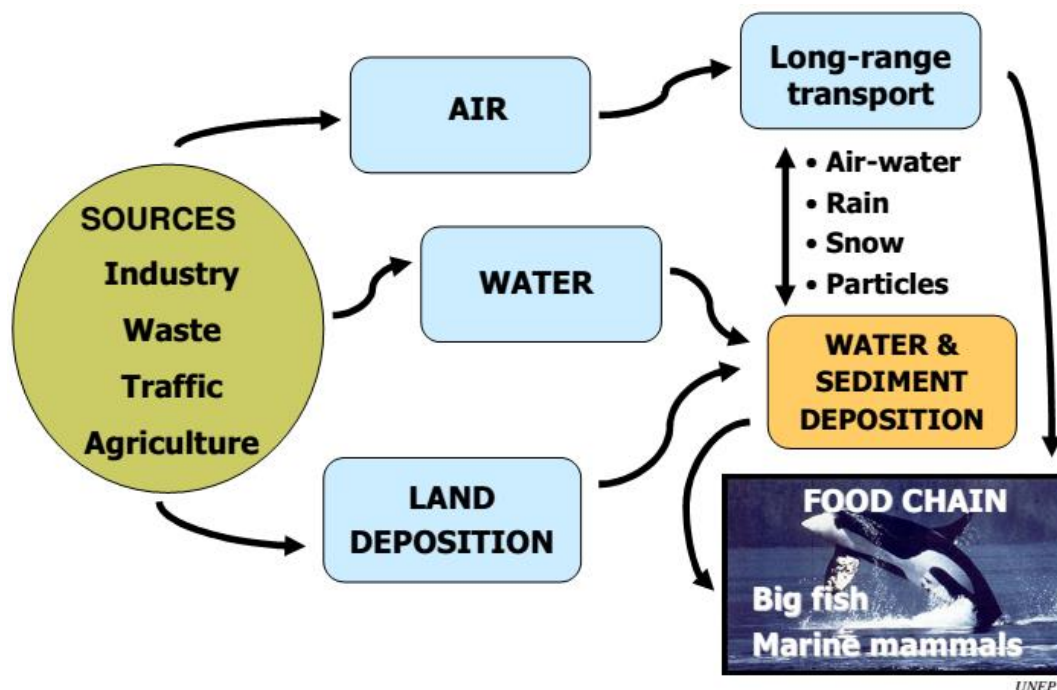 SOURCES
Industry
Waste
Traffic
Agriculture
AIR
WATER
LAND
DEPOSITION
Long-range
transport
• Air-water
• Rain
• Snow
• Particles
WATER &
SEDIMENT
DEPOSITION
FOOD CHAIN
Big fish
Marine mammals
UNEP